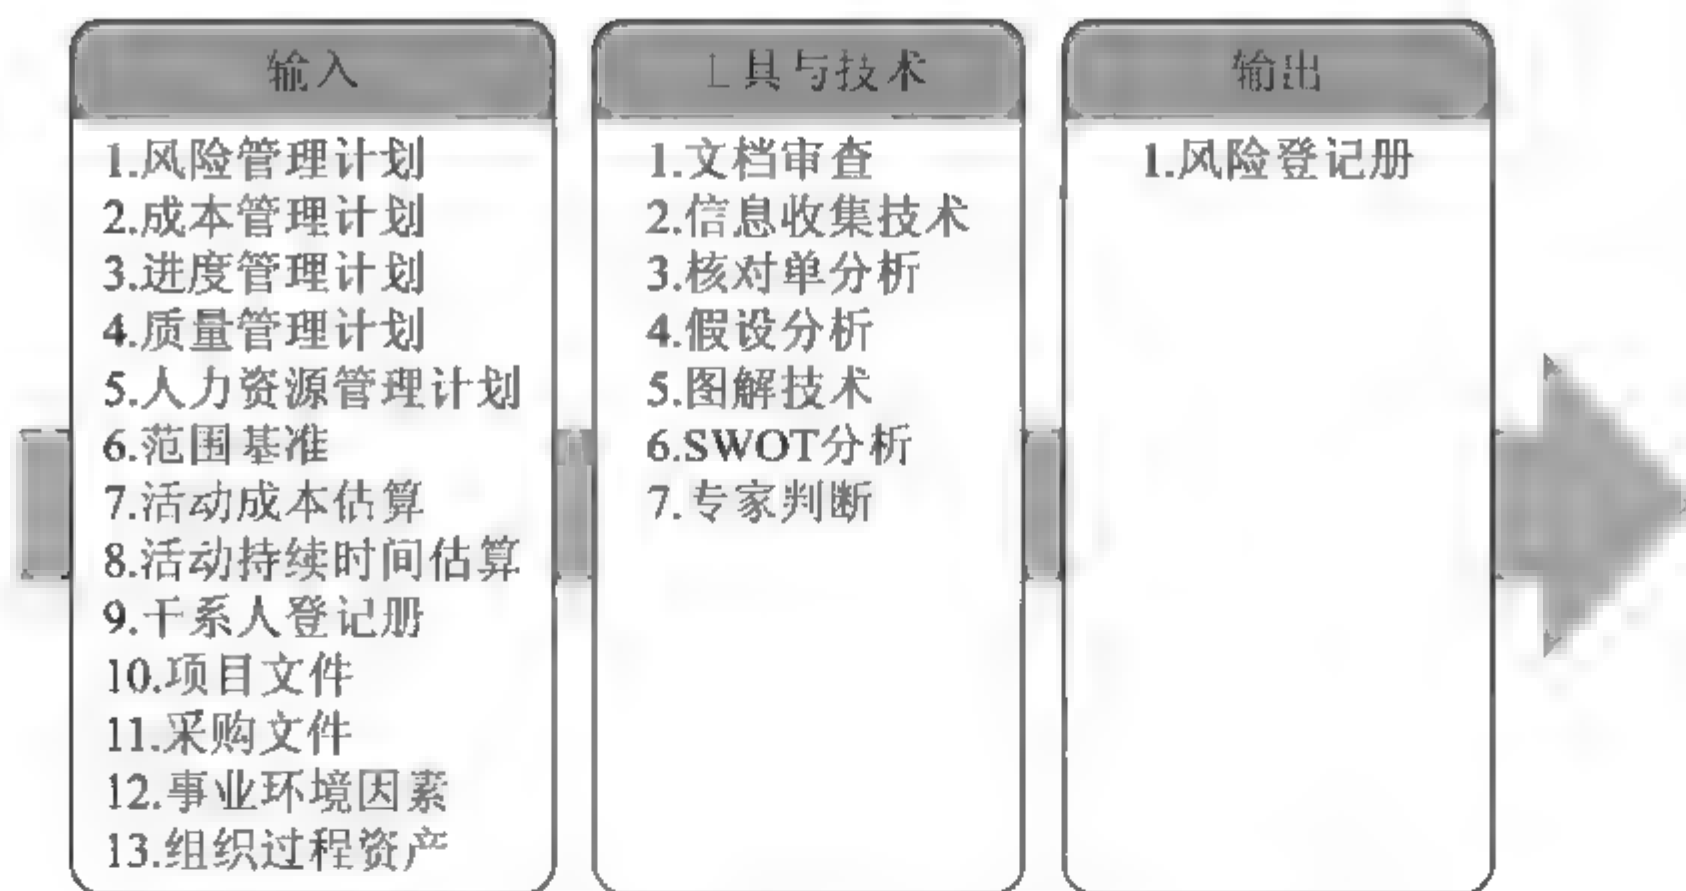 输入
1.风险管理计划
2.成本管理计划
3.进度管理计划
4.质量管理计划
5.人力资源管理计划
6.范围基准
7.活动成本估算
8.活动持续时间估算
9.干系人登记册
10.项目文件
11.采购文件
12.事业环境因素
13.组织过程资产
工具与技术
1.文档审查
2.信息收集技术
3.核对单分析
4.假设分析
5.图解技术
6.SWOT分析
7.专家判断
输出
1.风险登记册